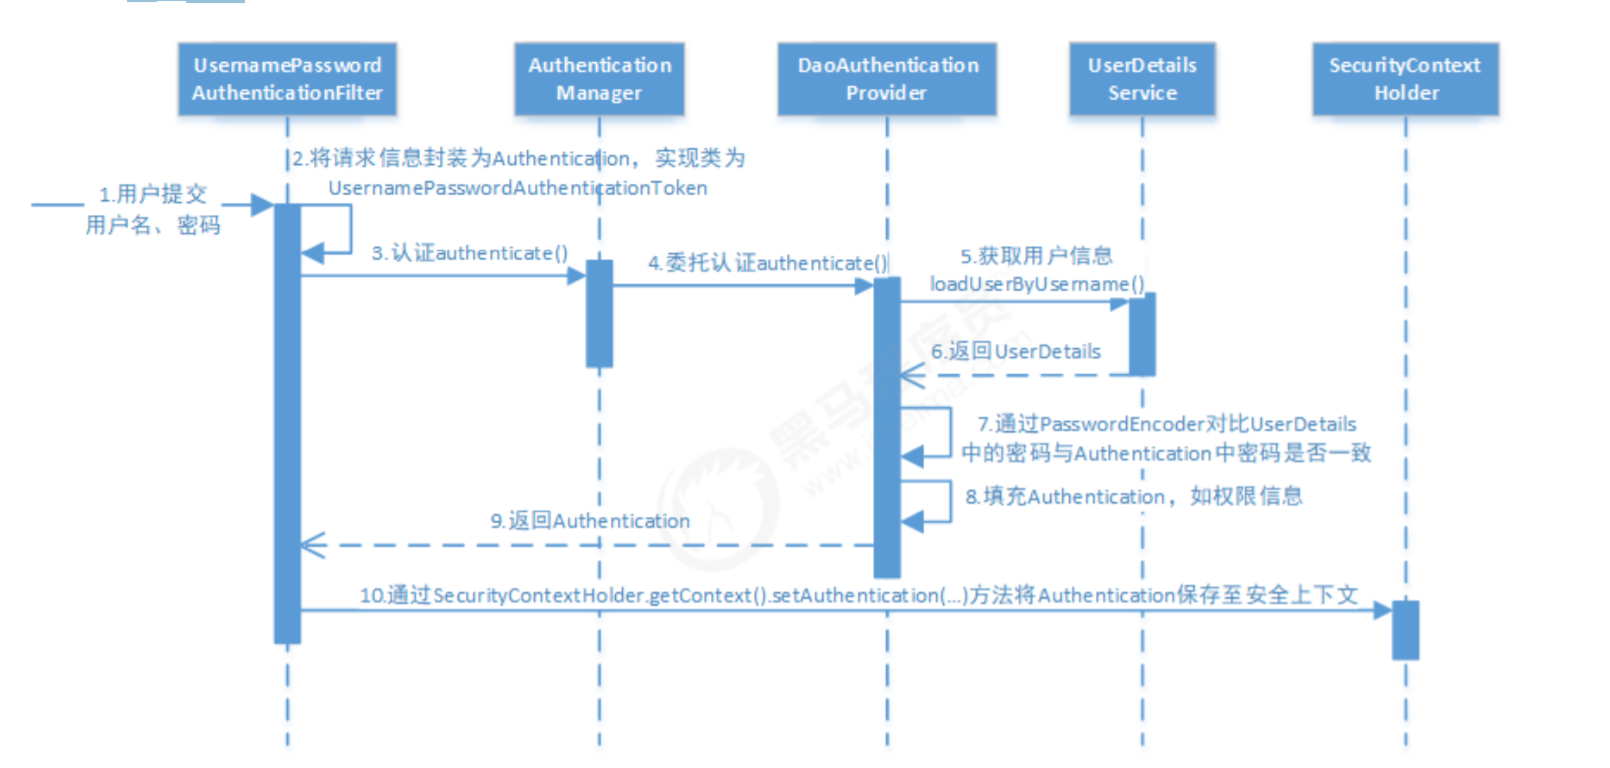 UsernamePassword
AuthenticationFilter
Authentication
Manager
DaoAuthentication
Provider
UserDetails
Service
SecurityContext
Holder
1.用户提交
用户名、密码
2.将请求信息封装为Authentication，实现类为
UsernamePasswordAuthenticationToken
3.认证authenticate()
4.委托认证authenticate()
5.获取用户信息
loadUserByUsername()
6.返回UserDetails
7.通过PasswordEncoder对比UserDetails
中的密码与Authentication中密码是否一致
8.填充Authentication，如权限信息
9.返回Authentication
10.通过SecurityContextHolder.getContext().setAuthentication(...)方法将Authentication保存至安全上下文